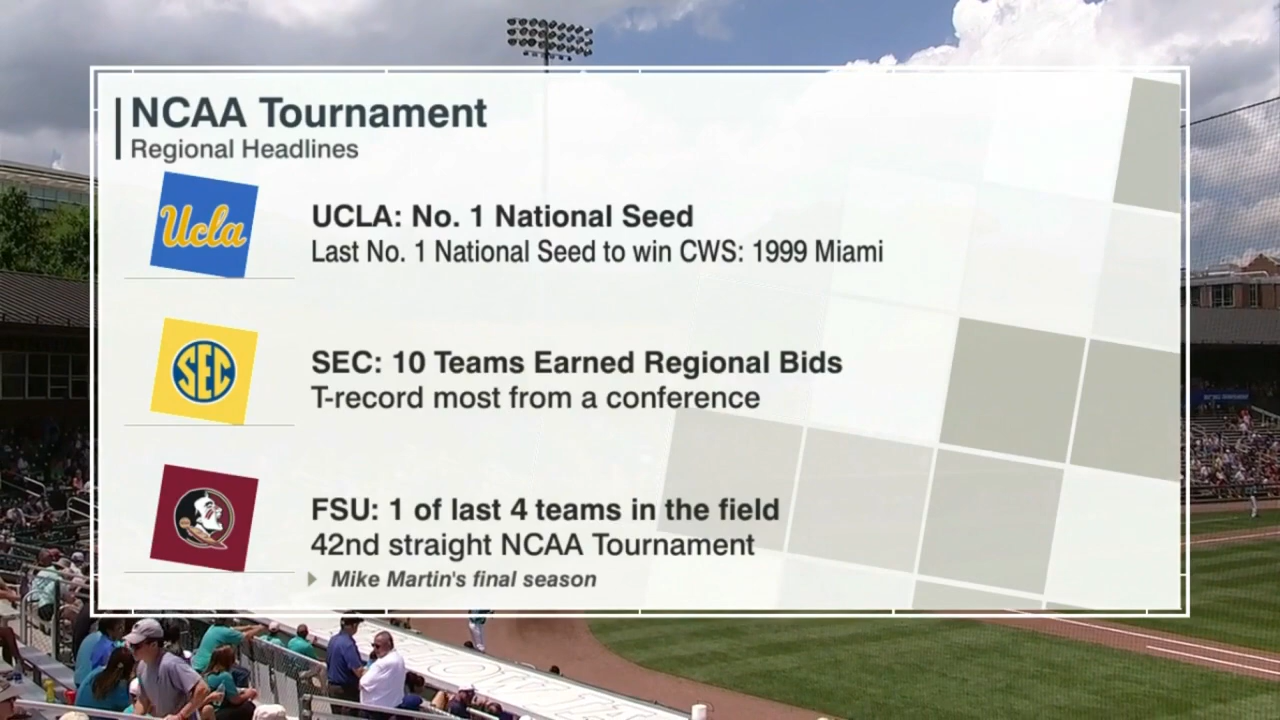 NCAA Tournament
Regional Headlines
Ucla
UCLA: No. 1 National Seed
Last No. 1 National Seed to win CWS: 1999 Miami
SEC
SEC: 10 Teams Earned Regional Bids
T-record most from a conference
FSU: 1 of last 4 teams in the field
42nd straight NCAA Tournament
Mike Martin's final season